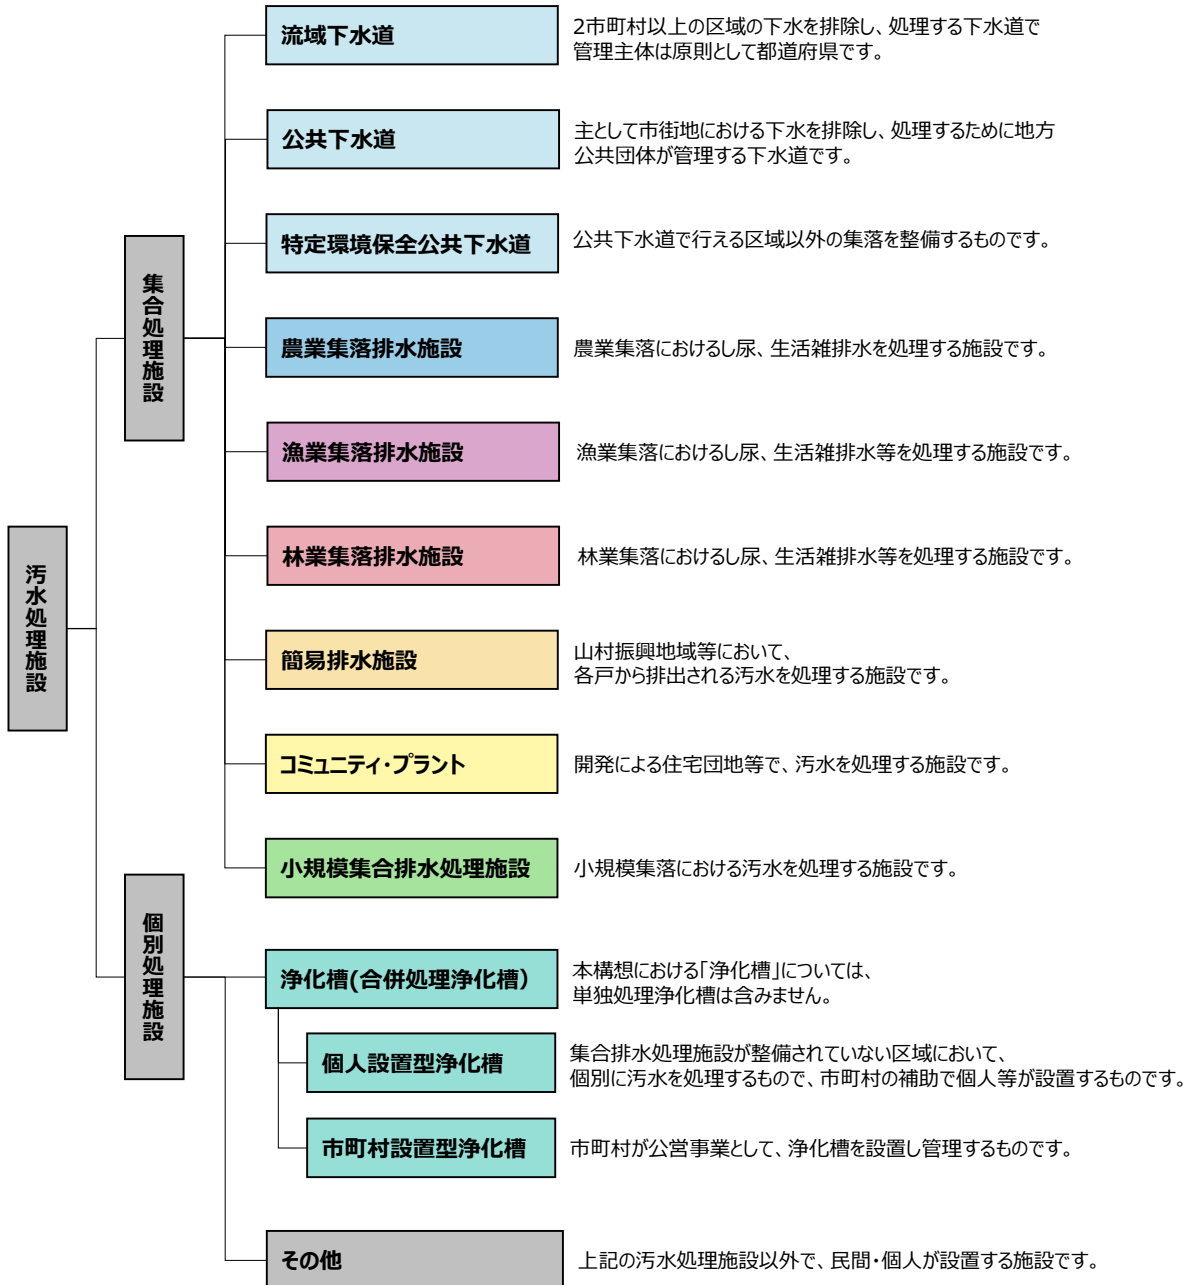 汚水処理施設
集合処理施設
流域下水道
2市町村以上の区域の下水を排除し、処理する下水道で
管理主体は原則として都道府県です。
公共下水道
主として市街地における下水を排除し、処理するために地方
公共団体が管理する下水道です。
特定環境保全公共下水道
公共下水道で行える区域以外の集落を整備するものです。
農業集落排水施設
農業集落におけるし尿、生活雑排水を処理する施設です。
漁業集落排水施設
漁業集落におけるし尿、生活雑排水等を処理する施設です。
林業集落排水施設
林業集落におけるし尿、生活雑排水等を処理する施設です。
簡易排水施設
山村振興地域等において、
各戸から排出される汚水を処理する施設です。
コミュニティ・プラント
開発による住宅団地等で、汚水を処理する施設です。
小規模集合排水処理施設
小規模集落における汚水を処理する施設です。
個別処理施設
浄化槽(合併処理浄化槽）
本構想における「浄化槽」については、
単独処理浄化槽は含みません。
個人設置型浄化槽
集合排水処理施設が整備されていない区域において、
個別に汚水を処理するもので、市町村の補助で個人等が設置するものです。
市町村設置型浄化槽
市町村が公営事業として、浄化槽を設置し管理するものです。
その他
上記の汚水処理施設以外で、民間・個人が設置する施設です。